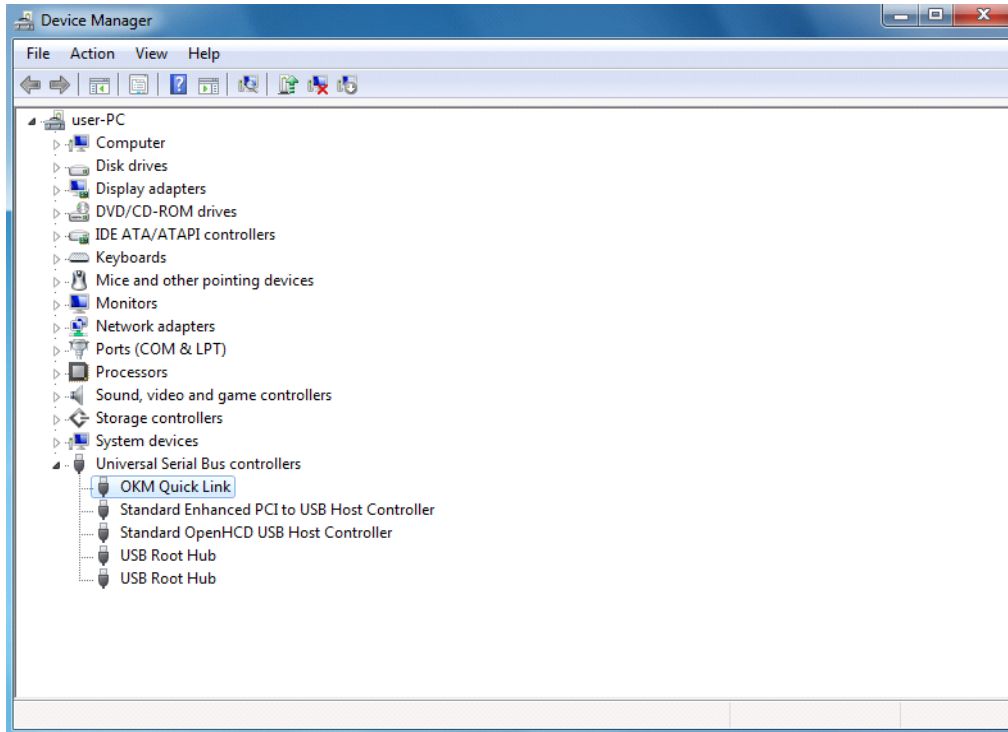 Device Manager
File Action View Help
user-PC
Computer
Disk drives
Display adapters
DVD/CD-ROM drives
IDE ATA/ATAPI controllers
Keyboards
Mice and other pointing devices
Monitors
Network adapters
Ports (COM & LPT)
Processors
Sound, video and game controllers
Storage controllers
System devices
Universal Serial Bus controllers
OKM Quick Link
Standard Enhanced PCI to USB Host Controller
Standard OpenHCD USB Host Controller
USB Root Hub
USB Root Hub